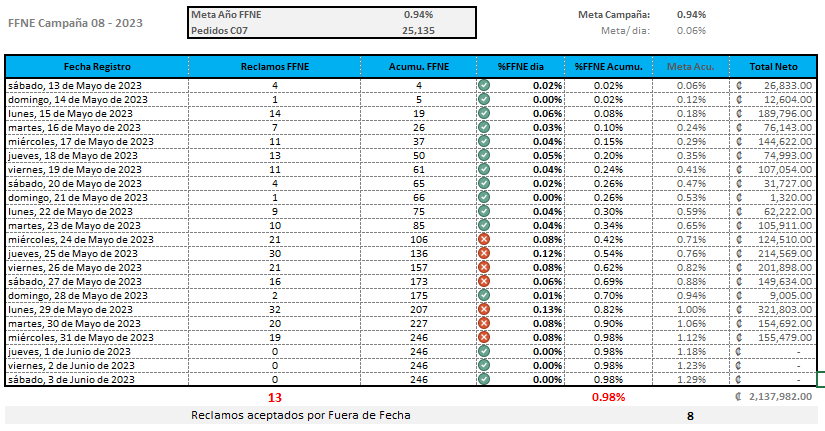 FFNE Campaña 08 - 2023
Meta Año FFNE 0.94%
Pedidos C07 25,135
Meta Campaña: 0.94%
Meta/ dia: 0.06%
Fecha Registro Reclamos FFNE Acumu. FFNE %FFNE dia %FFNE Acumu. Meta Acu. Total Neto
sábado, 13 de Mayo de 2023 4 4 0.02% 0.02% 0.06% ₡ 26,833.00
domingo, 14 de Mayo de 2023 1 5 0.00% 0.02% 0.12% ₡ 12,604.00
lunes, 15 de Mayo de 2023 14 19 0.06% 0.08% 0.18% ₡ 189,796.00
martes, 16 de Mayo de 2023 7 26 0.03% 0.10% 0.24% ₡ 76,143.00
miércoles, 17 de Mayo de 2023 11 37 0.04% 0.15% 0.29% ₡ 144,622.00
jueves, 18 de Mayo de 2023 13 50 0.05% 0.20% 0.35% ₡ 74,993.00
viernes, 19 de Mayo de 2023 11 61 0.04% 0.24% 0.41% ₡ 107,054.00
sábado, 20 de Mayo de 2023 4 65 0.02% 0.26% 0.47% ₡ 31,727.00
domingo, 21 de Mayo de 2023 1 66 0.00% 0.26% 0.53% ₡ 1,320.00
lunes, 22 de Mayo de 2023 9 75 0.04% 0.30% 0.59% ₡ 62,222.00
martes, 23 de Mayo de 2023 10 85 0.04% 0.34% 0.65% ₡ 105,911.00
miércoles, 24 de Mayo de 2023 21 106 0.08% 0.42% 0.71% ₡ 124,510.00
jueves, 25 de Mayo de 2023 30 136 0.12% 0.54% 0.76% ₡ 214,569.00
viernes, 26 de Mayo de 2023 21 157 0.08% 0.62% 0.82% ₡ 201,898.00
sábado, 27 de Mayo de 2023 16 173 0.06% 0.69% 0.88% ₡ 149,634.00
domingo, 28 de Mayo de 2023 2 175 0.01% 0.70% 0.94% ₡ 9,005.00
lunes, 29 de Mayo de 2023 32 207 0.13% 0.82% 1.00% ₡ 321,803.00
martes, 30 de Mayo de 2023 20 227 0.08% 0.90% 1.06% ₡ 154,692.00
miércoles, 31 de Mayo de 2023 19 246 0.08% 0.98% 1.12% ₡ 155,479.00
jueves, 1 de Junio de 2023 0 246 0.00% 0.98% 1.18% ₡ -
viernes, 2 de Junio de 2023 0 246 0.00% 0.98% 1.23% ₡ -
sábado, 3 de Junio de 2023 0 246 0.00% 0.98% 1.29% ₡ -
13 0.98% ₡ 2,137,982.00
Reclamos aceptados por Fuera de Fecha 8